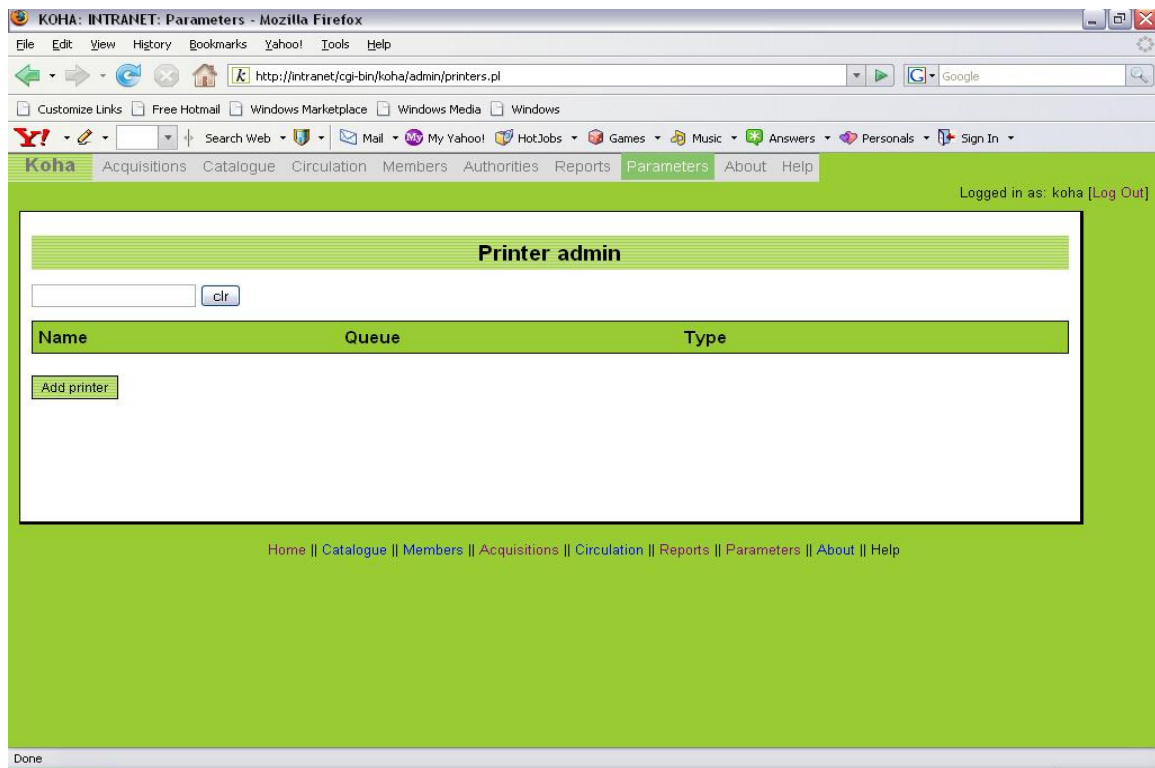 KOHA: INTRANET: Parameters - Mozilla Firefox
File Edit View History Bookmarks Yahoo! Tools Help
k http://intranet/cgi-bin/koha/admin/printers.pl G Google
Customize Links Free Hotmail Windows Marketplace Windows Media Windows
Y! Search Web Mail My My Yahoo! HotJobs Games Music Answers Personals Sign In
Koha Acquisitions Catalogue Circulation Members Authorities Reports Parameters About Help
Logged in as: koha [Log Out]
Printer admin
clr
Name Queue Type
Add printer
Home || Catalogue || Members || Acquisitions || Circulation || Reports || Parameters || About || Help
Done